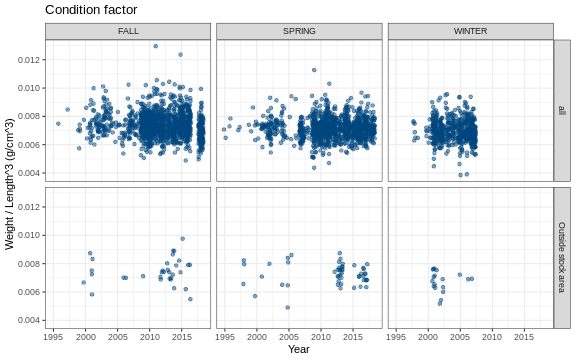 Condition factor
FALL SPRING WINTER
0.012
0.010
0.008
0.006
0.004
all
0.012
0.010
0.008
0.006
0.004
Outside stock area
Weight / Length^3 (g/cm^3)
1995 2000 2005 2010 2015 1995 2000 2005 2010 2015 1995 2000 2005 2010 2015
Year